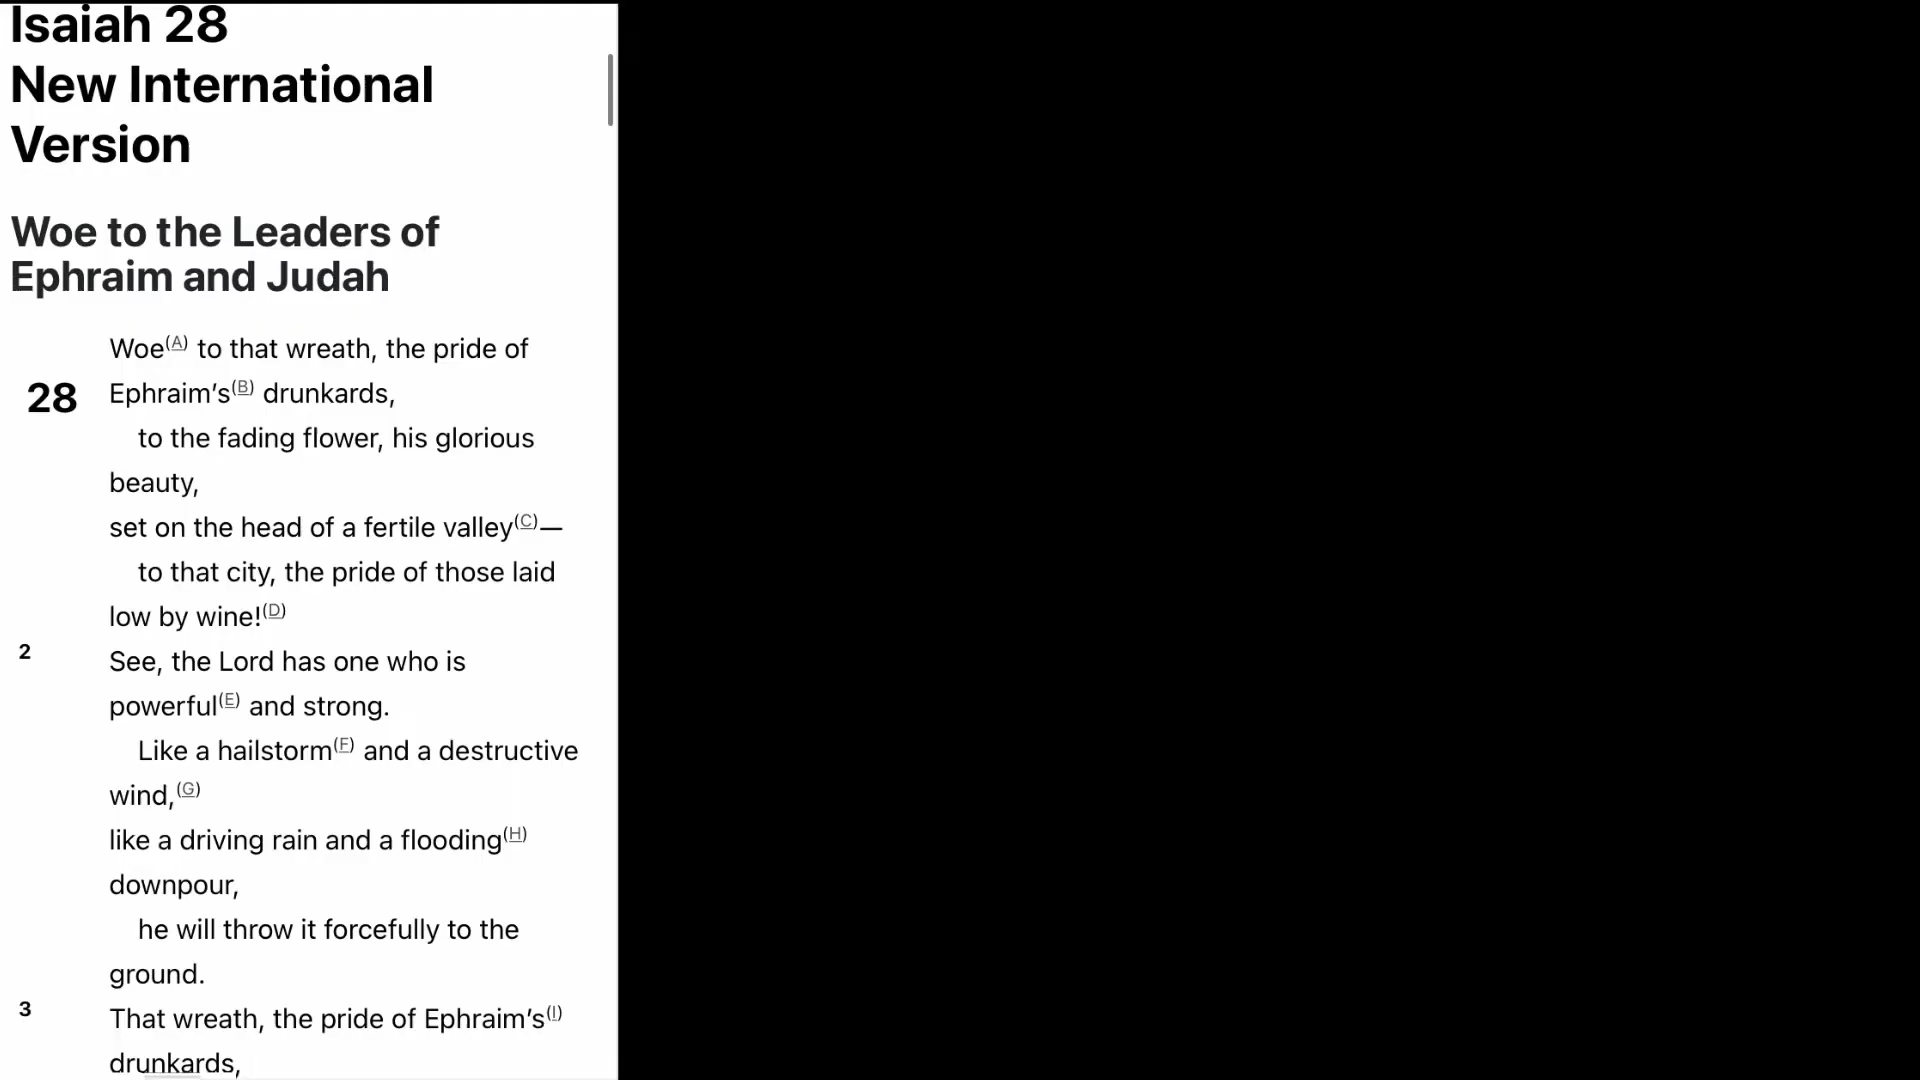 Isaiah 28
New International
Version
Woe to the Leaders of
Ephraim and Judah
Woe(A) to that wreath, the pride of
28 Ephraim’s(B) drunkards,
to the fading flower, his glorious
beauty,
set on the head of a fertile valley(C)—
to that city, the pride of those laid
low by wine!(D)
2 See, the Lord has one who is
powerful(E) and strong.
Like a hailstorm(F) and a destructive
wind,(G)
like a driving rain and a flooding(H)
downpour,
he will throw it forcefully to the
ground.
3 That wreath, the pride of Ephraim’s(I)
drunkards,